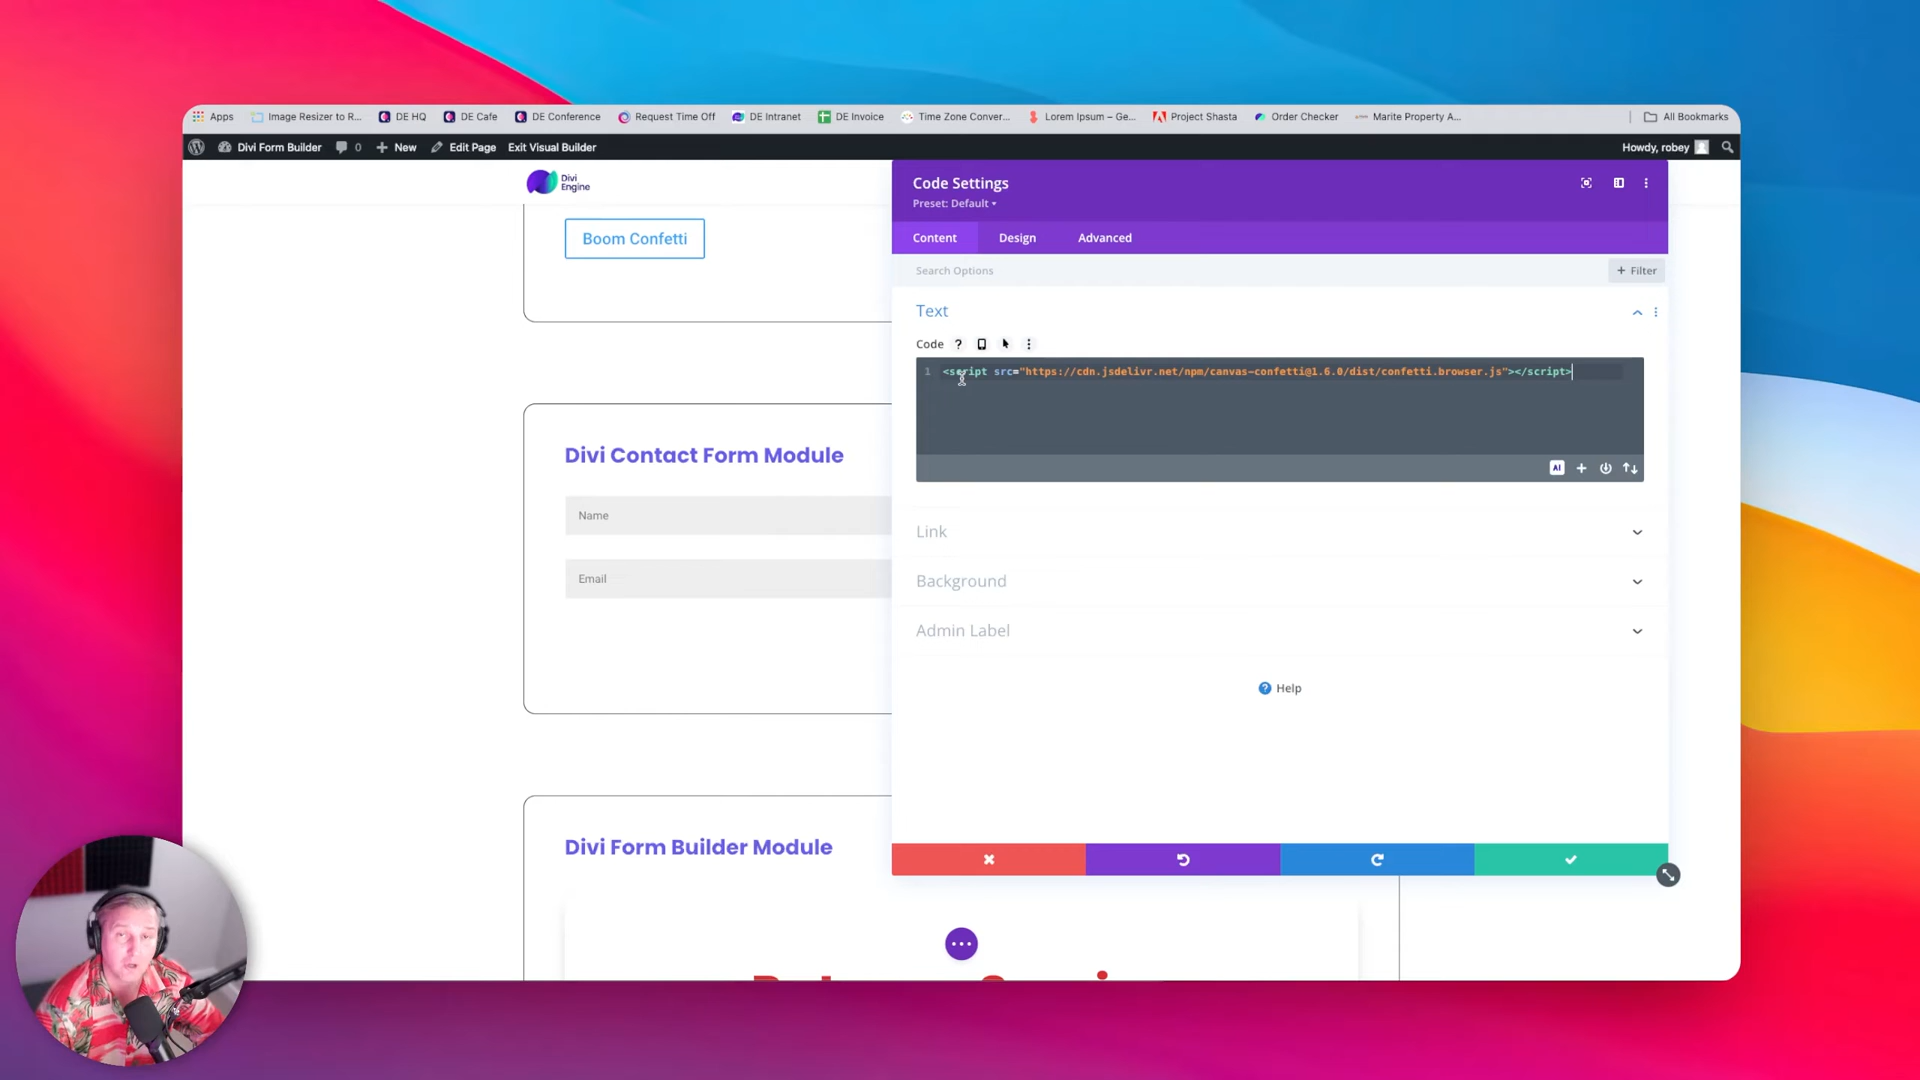 Apps Image Resizer to R... DE HQ DE Cafe DE Conference Request Time Off DE Intranet DE Invoice Time Zone Conver... Lorem Ipsum – Ge... Project Shasta Order Checker Marite Property A... All Bookmarks
Divi Form Builder 0 + New Edit Page Exit Visual Builder Howdy, robey
Divi
Engine
Boom Confetti
Divi Contact Form Module
Name
Email
Divi Form Builder Module
Code Settings
Preset: Default
Content Design Advanced
Search Options + Filter
Text
Code ?
1 <script src="https://cdn.jsdelivr.net/npm/canvas-confetti@1.6.0/dist/confetti.browser.js"></script>
AI
Link
Background
Admin Label
? Help